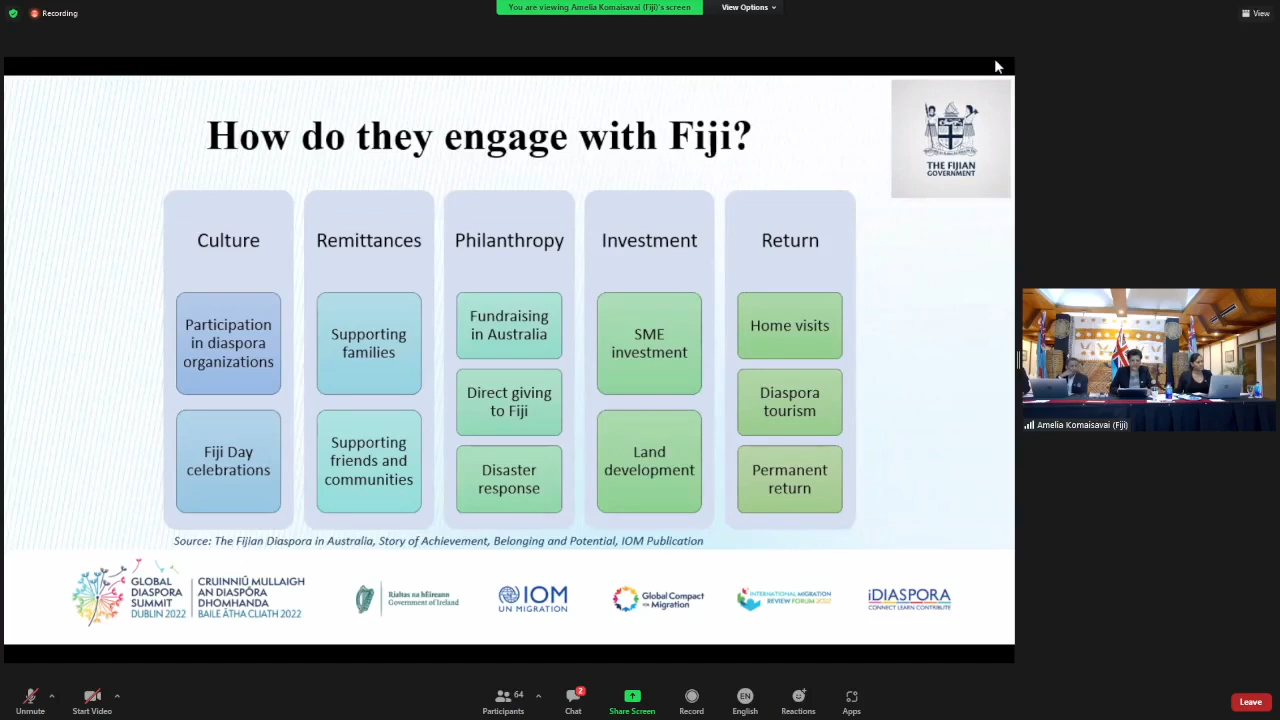 Recording
You are viewing Amelia Komaisavai (Fiji)'s screen
View Options
View
How do they engage with Fiji?
THE FIJIAN
GOVERNMENT
Culture
Participation
in diaspora
organizations
Fiji Day
celebrations
Remittances
Supporting
families
Supporting
friends and
communities
Philanthropy
Fundraising
in Australia
Direct giving
to Fiji
Disaster
response
Investment
SME
investment
Land
development
Return
Home visits
Diaspora
tourism
Permanent
return
Source: The Fijian Diaspora in Australia, Story of Achievement, Belonging and Potential, IOM Publication
Amelia Komaisavai (Fiji)
GLOBAL
DIASPORA
SUMMIT
DUBLIN 2022
CRUINNIÚ MULLAIGH
AN DIASPÓRA
DHOMHANDA
BAILE ÁTHA CLIATH 2022
Rialtas na hÉireann
Government of Ireland
IOM
UN MIGRATION
Global Compact
for Migration
INTERNATIONAL MIGRATION
REVIEW FORUM 2022
iDIASPORA
CONNECT LEARN CONTRIBUTE
Unmute
Start Video
64
Participants
2
Chat
Share Screen
Record
EN
English
Reactions
Apps
Leave